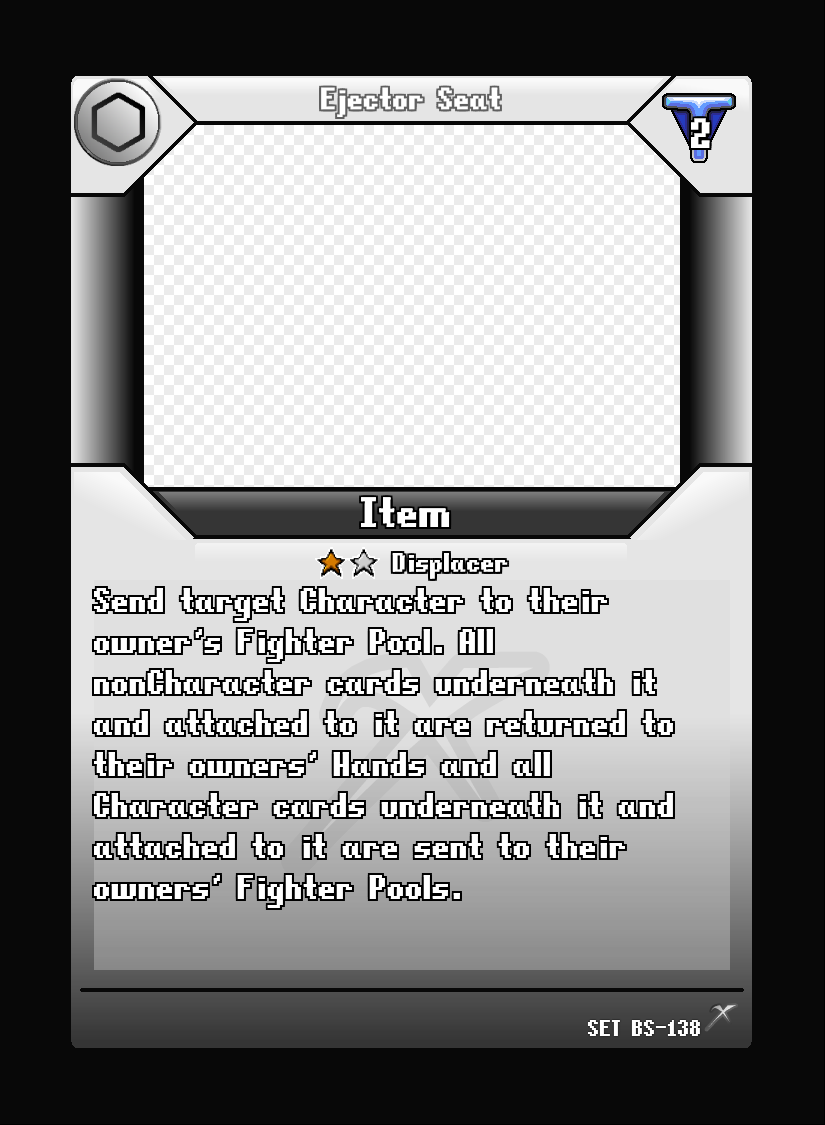 Ejector Seat
2
Item
Displacer
Send target Character to their
owner's Fighter Pool. All
nonCharacter cards underneath it
and attached to it are returned to
their owners' Hands and all
Character cards underneath it and
attached to it are sent to their
owners' Fighter Pools.
SET BS-138